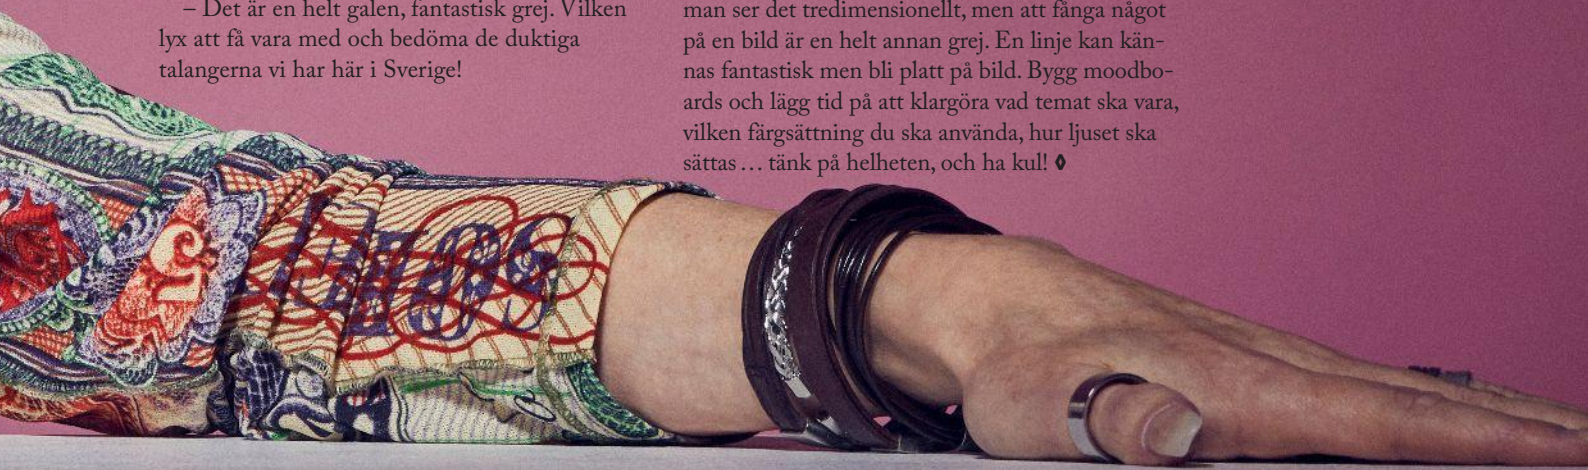 – Det är en helt galen, fantastisk grej. Vilken
lyx att få vara med och bedöma de duktiga
talangerna vi har här i Sverige!
man ser det tredimensionellt, men att fånga något
på en bild är en helt annan grej. En linje kan kän-
nas fantastisk men bli platt på bild. Bygg moodbo-
ards och lägg tid på att klargöra vad temat ska vara,
vilken färgsättning du ska använda, hur ljuset ska
sättas … tänk på helheten, och ha kul! ◊